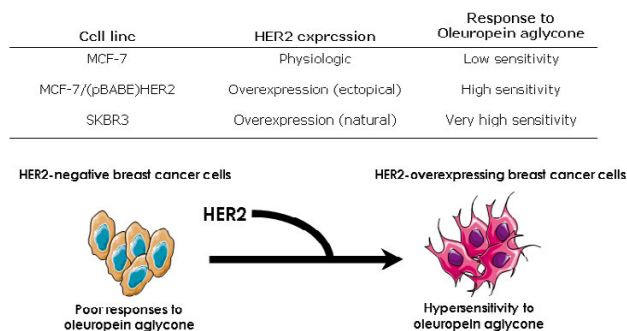 Cell line HER2 expression Response to Oleuropein aglycone
MCF-7 Physiologic Low sensitivity
MCF-7/(pBABE)HER2 Overexpression (ectopical) High sensitivity
SKBR3 Overexpression (natural) Very high sensitivity
HER2-negative breast cancer cells HER2-overexpressing breast cancer cells
HER2
Poor responses to
oleuropein aglycone
Hypersensitivity to
oleuropein aglycone